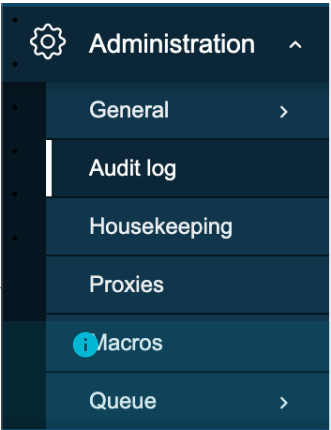 Administration
General
Audit log
Housekeeping
Proxies
Macros
Queue